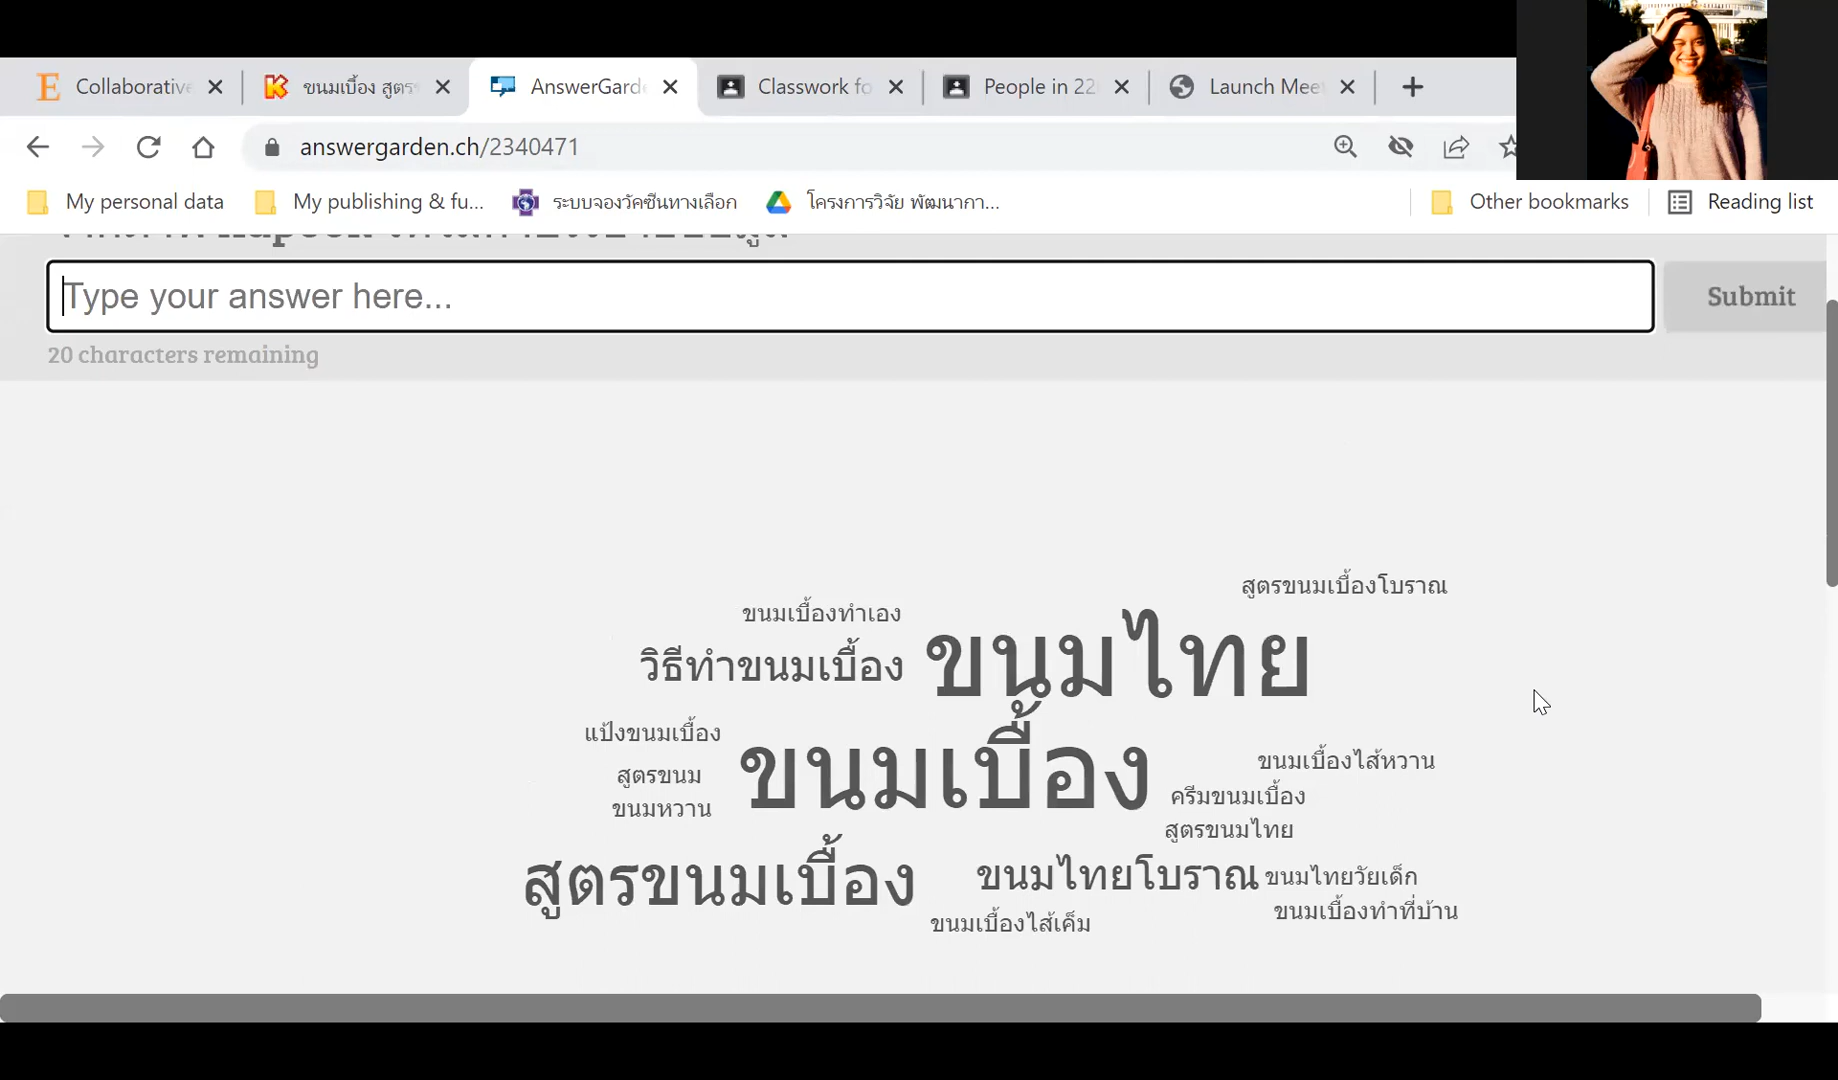 Collaborative
ขนมเบื้อง สูตร
AnswerGard
Classwork fo
People in 22
Launch Mee
answergarden.ch/2340471
My personal data
My publishing & fu...
ระบบจองวัคซีนทางเลือก
โครงการวิจัย พัฒนากา...
Other bookmarks
Reading list
Type your answer here...
Submit
20 characters remaining
สูตรขนมเบื้องโบราณ
ขนมเบื้องทำเอง
วิธีทำขนมเบื้อง
ขนมไทย
แป้งขนมเบื้อง
ขนมเบื้อง
ขนมเบื้องไส้หวาน
สูตรขนม
ครีมขนมเบื้อง
ขนมหวาน
สูตรขนมไทย
สูตรขนมเบื้อง
ขนมไทยโบราณ
ขนมไทยวัยเด็ก
ขนมเบื้องทำที่บ้าน
ขนมเบื้องไส้เค็ม